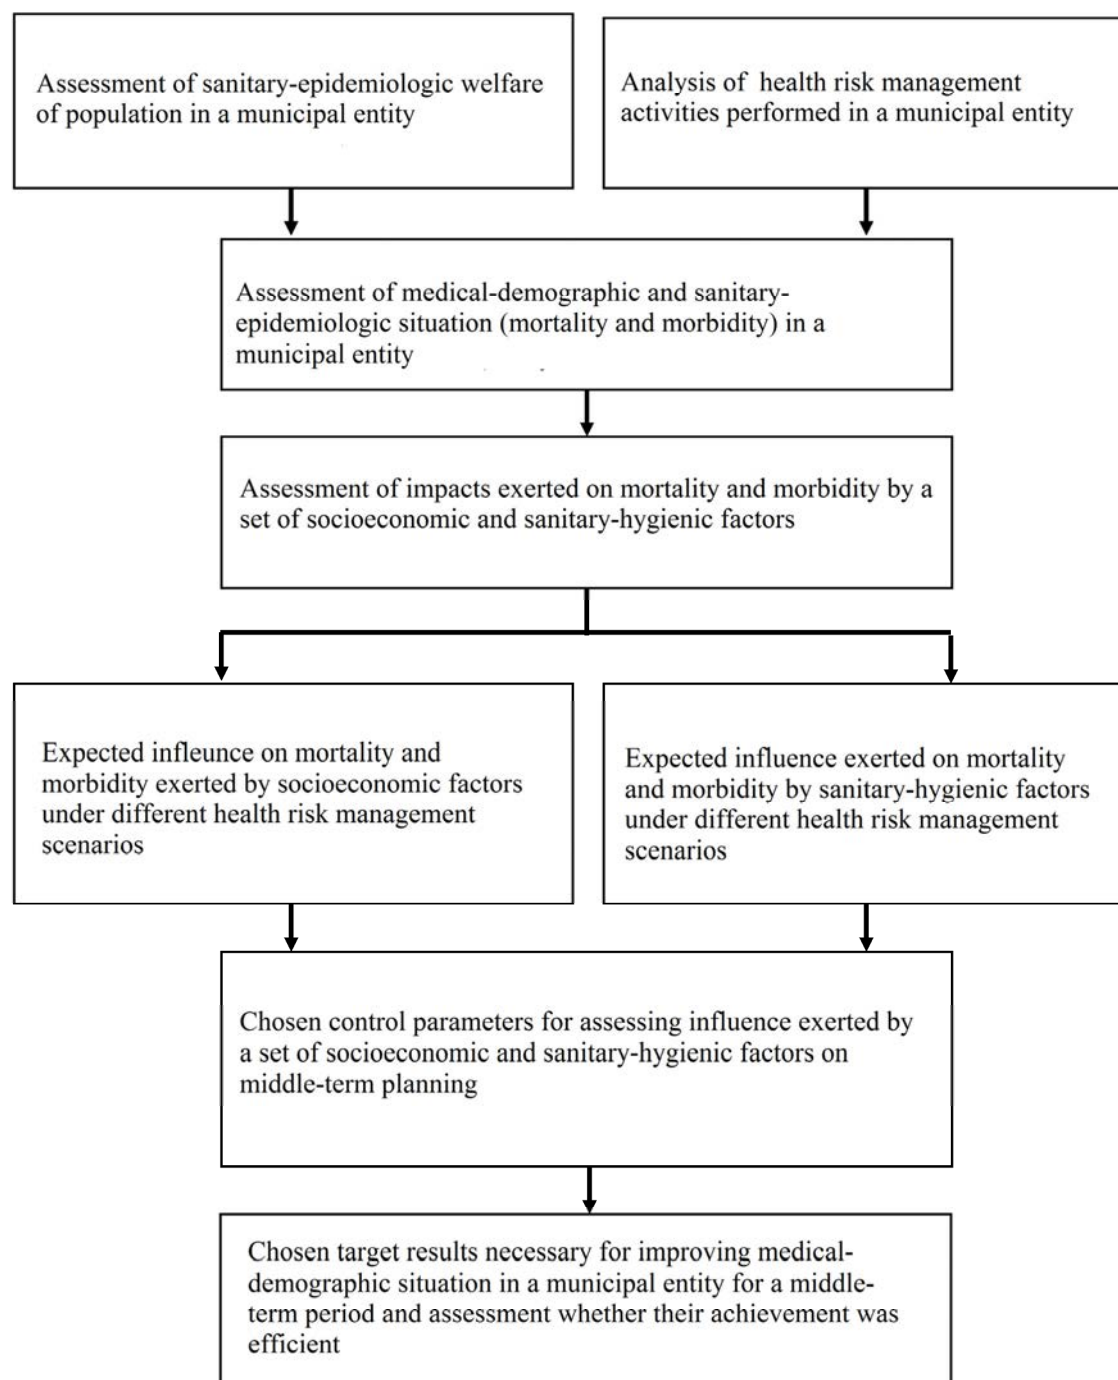 Assessment of sanitary-epidemiologic welfare
of population in a municipal entity
Analysis of health risk management
activities performed in a municipal entity
Assessment of medical-demographic and sanitary-
epidemiologic situation (mortality and morbidity) in a
municipal entity
Assessment of impacts exerted on mortality and morbidity by a
set of socioeconomic and sanitary-hygienic factors
Expected infleunce on mortality and
morbidity exerted by socioeconomic factors
under different health risk management
scenarios
Expected influence exerted on mortality
and morbidity by sanitary-hygienic factors
under different health risk management
scenarios
Chosen control parameters for assessing influence exerted by
a set of socioeconomic and sanitary-hygienic factors on
middle-term planning
Chosen target results necessary for improving medical-
demographic situation in a municipal entity for a middle-
term period and assessment whether their achievement was
efficient